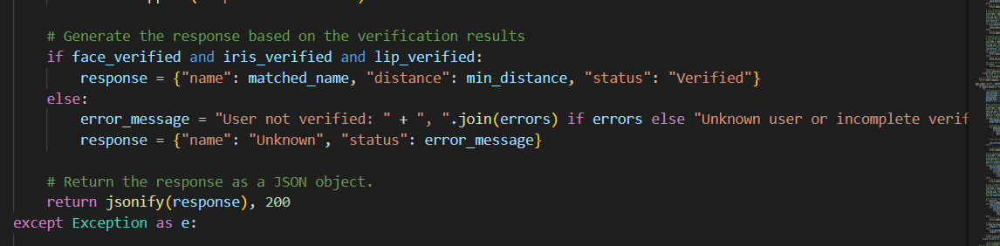 # Generate the response based on the verification results
if face_verified and iris_verified and lip_verified:
response = {"name": matched_name, "distance": min_distance, "status": "Verified"}
else:
error_message = "User not verified: " + ", ".join(errors) if errors else "Unknown user or incomplete verif
response = {"name": "Unknown", "status": error_message}
# Return the response as a JSON object.
return jsonify(response), 200
except Exception as e: